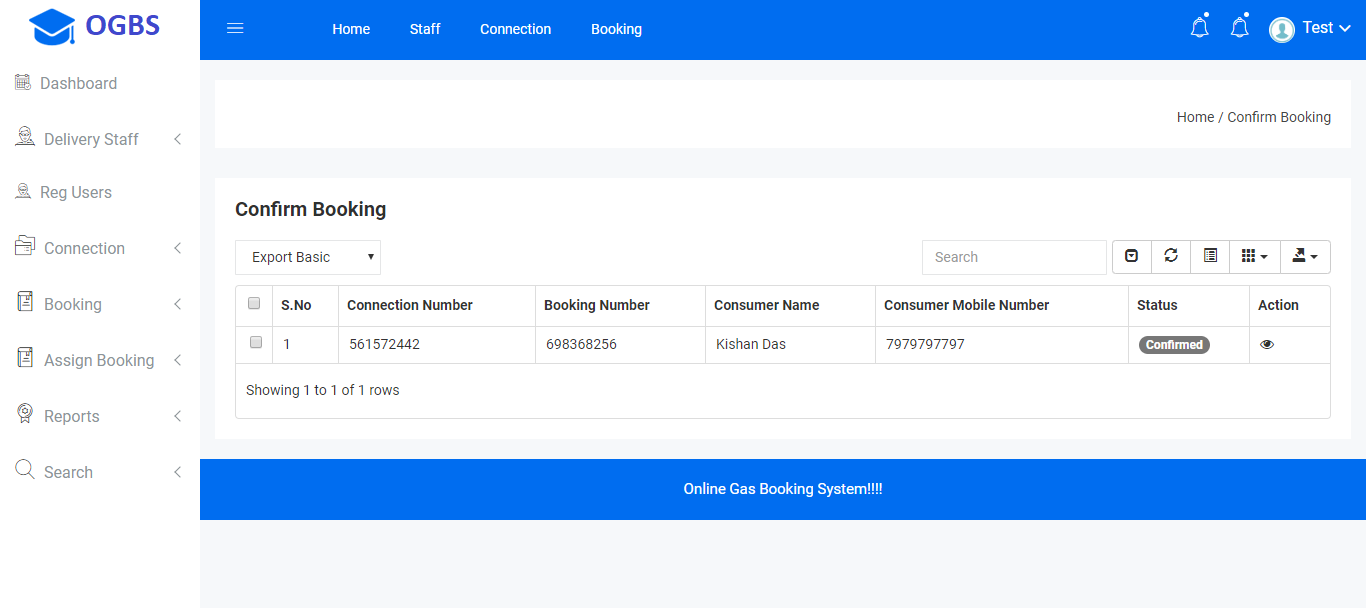 OGBS
Home Staff Connection Booking Test
Dashboard
Delivery Staff
Reg Users
Connection
Booking
Assign Booking
Reports
Search
Home / Confirm Booking
Confirm Booking
Export Basic Search
S.No Connection Number Booking Number Consumer Name Consumer Mobile Number Status Action
1 561572442 698368256 Kishan Das 7979797797 Confirmed
Showing 1 to 1 of 1 rows
Online Gas Booking System!!!!